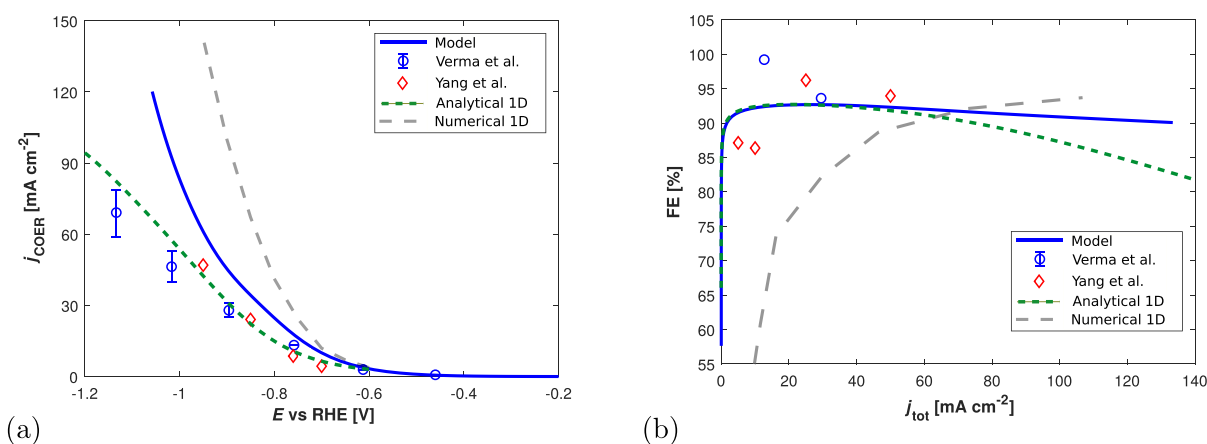 150
120
90
60
30
0
-1.2
-1
-0.8
-0.6
-0.4
-0.2
jCOER [mA cm-2]
E vs RHE [V]
Model
Verma et al.
Yang et al.
Analytical 1D
Numerical 1D
(a)
105
100
95
90
85
80
75
70
65
60
55
0
20
40
60
80
100
120
140
FE [%]
jtot [mA cm-2]
Model
Verma et al.
Yang et al.
Analytical 1D
Numerical 1D
(b)